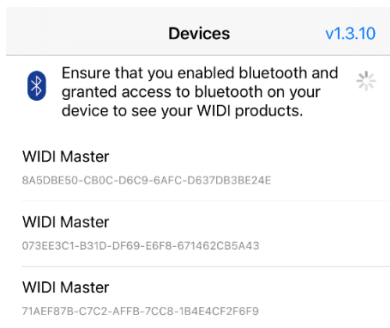 Devices v1.3.10
Ensure that you enabled bluetooth and
granted access to bluetooth on your
device to see your WIDI products.
WIDI Master
8A5DBE50-CB0C-D6C9-6AFC-D637DB3BE24E
WIDI Master
073EE3C1-B31D-DF69-E6F8-671462CB5A43
WIDI Master
71AEF87B-C7C2-AFFB-7CC8-1B4E4CF2F6F9